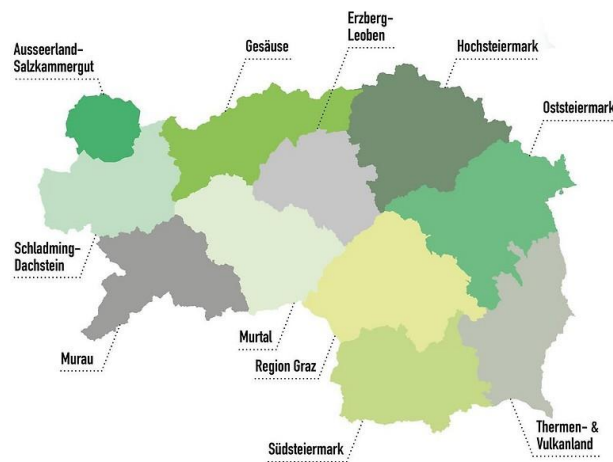 Erzberg-
Leoben
Ausseerland-
Salzkammergut
Gesäuse
Hochsteiermark
Oststeiermark
Schladming-
Dachstein
Murau
Murtal
Region Graz
Südsteiermark
Thermen- &
Vulkanland